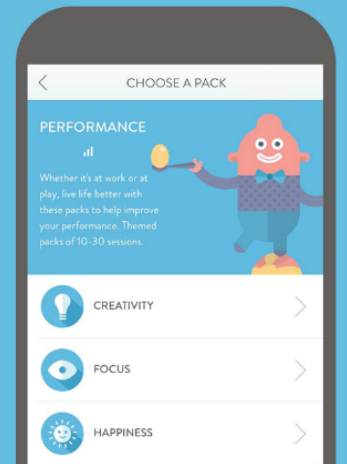 CHOOSE A PACK
PERFORMANCE
Whether it's at work or at
play, live life better with
these packs to help improve
your performance. Themed
packs of 10-30 sessions.
CREATIVITY
FOCUS
HAPPINESS